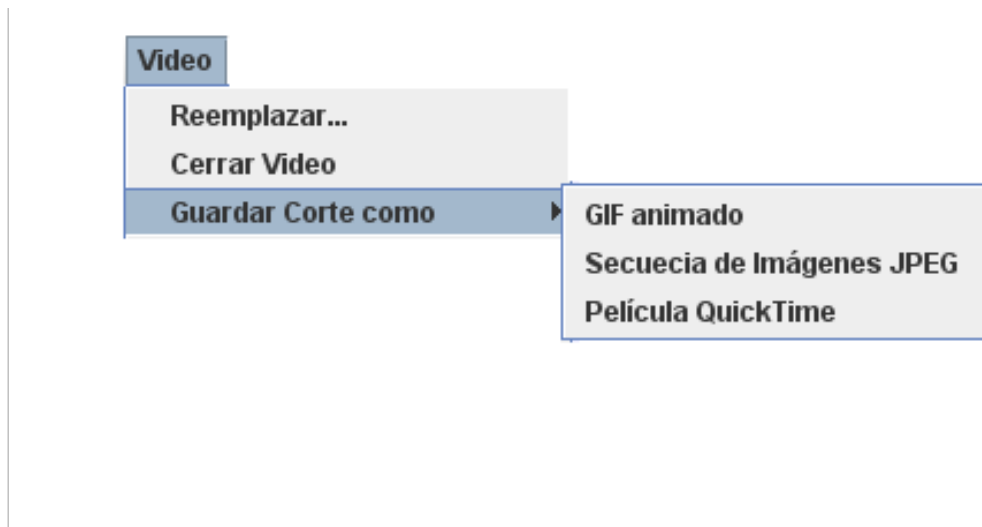 Video
Reemplazar...
Cerrar Video
Guardar Corte como
GIF animado
Secuecia de Imágenes JPEG
Película QuickTime